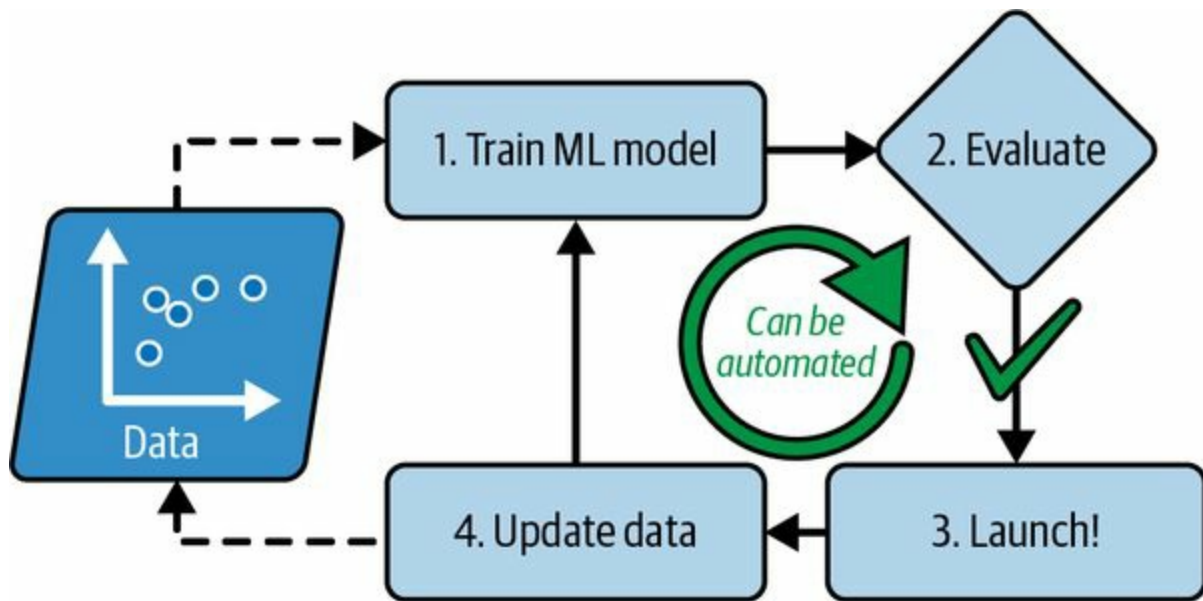 1. Train ML model
2. Evaluate
Can be
automated
Data
4. Update data
3. Launch!